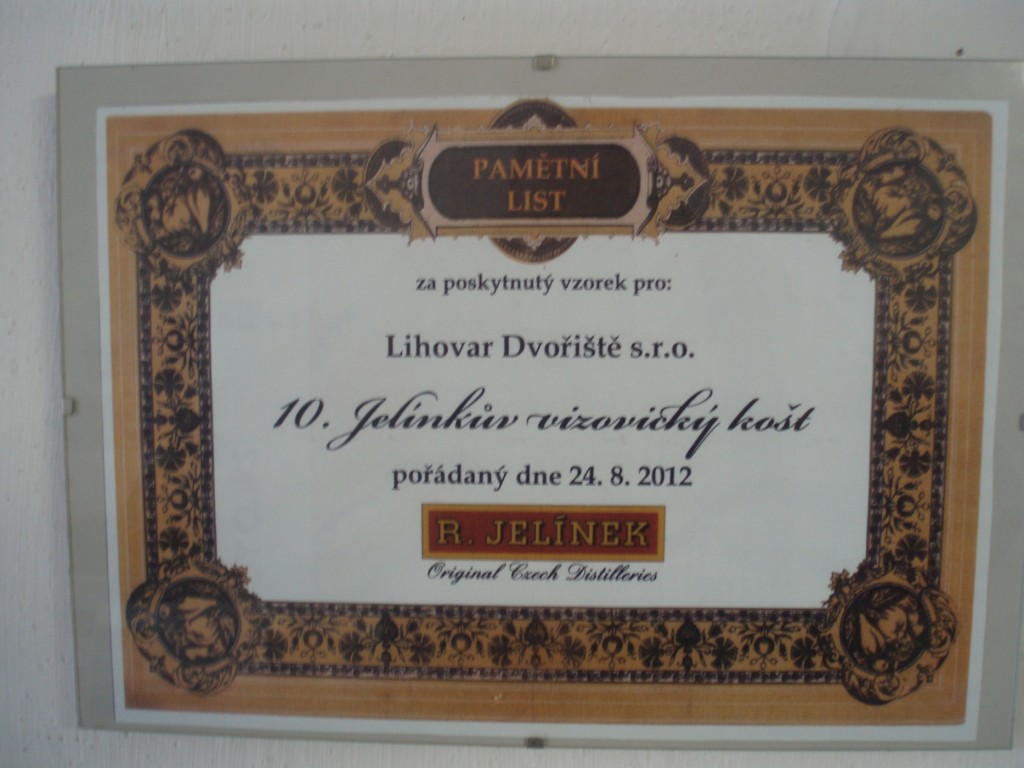 PAMĚTNÍ
LIST
za poskytnutý vzorek pro:
Lihovar Dvořiště s.r.o.
10. Jelínkův vizovický košt
pořádaný dne 24. 8. 2012
R. JELÍNEK
Original Czech Distilleries